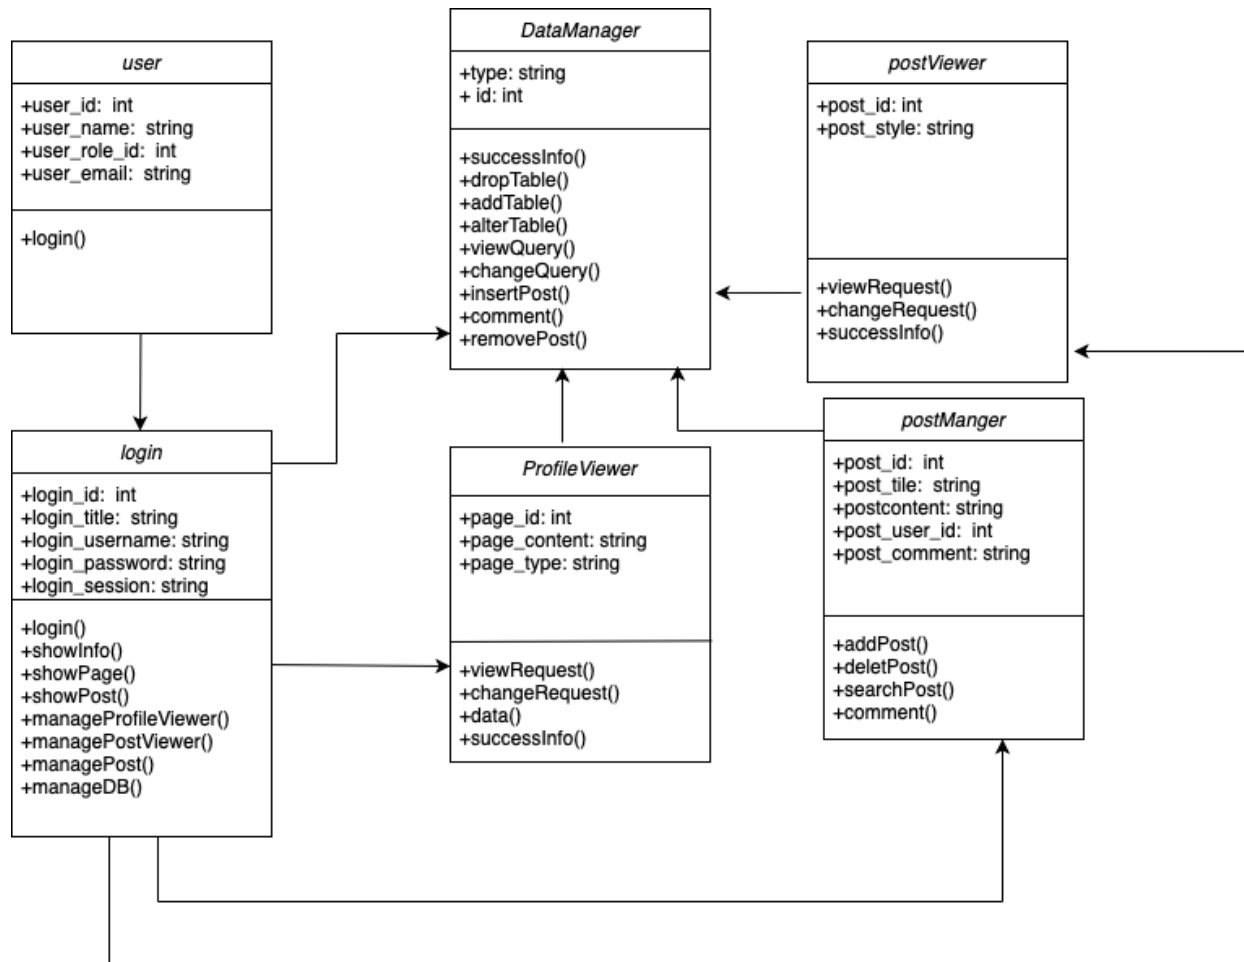 user
+user_id:  int
+user_name:  string
+user_role_id:  int
+user_email:  string
+login()
DataManager
+type: string
+ id: int
+successInfo()
+dropTable()
+addTable()
+alterTable()
+viewQuery()
+changeQuery()
+insertPost()
+comment()
+removePost()
postViewer
+post_id: int
+post_style: string
+viewRequest()
+changeRequest()
+successInfo()
login
+login_id:  int
+login_title:  string
+login_username: string
+login_password: string
+login_session: string
+login()
+showInfo()
+showPage()
+showPost()
+manageProfileViewer()
+managePostViewer()
+managePost()
+manageDB()
ProfileViewer
+page_id: int
+page_content: string
+page_type: string
+viewRequest()
+changeRequest()
+data()
+successInfo()
postManger
+post_id:  int
+post_tile:  string
+postcontent: string
+post_user_id:  int
+post_comment: string
+addPost()
+deletPost()
+searchPost()
+comment()